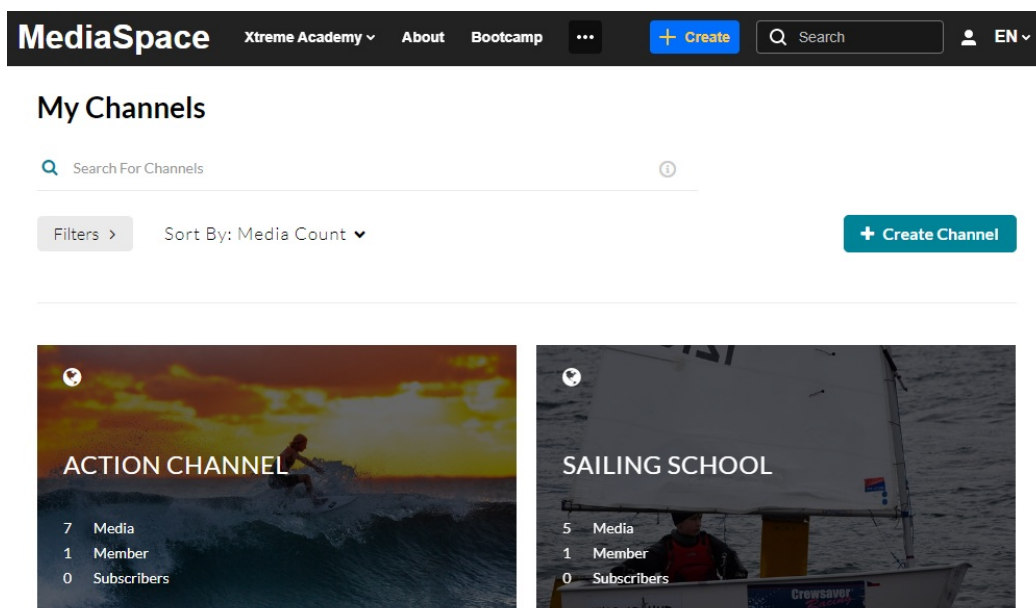 MediaSpace Xtreme Academy About Bootcamp ••• + Create Search EN
My Channels
Search For Channels
Filters > Sort By: Media Count
+ Create Channel
ACTION CHANNEL
7 Media
1 Member
0 Subscribers
SAILING SCHOOL
5 Media
1 Member
0 Subscribers
Crewsaver
Racing